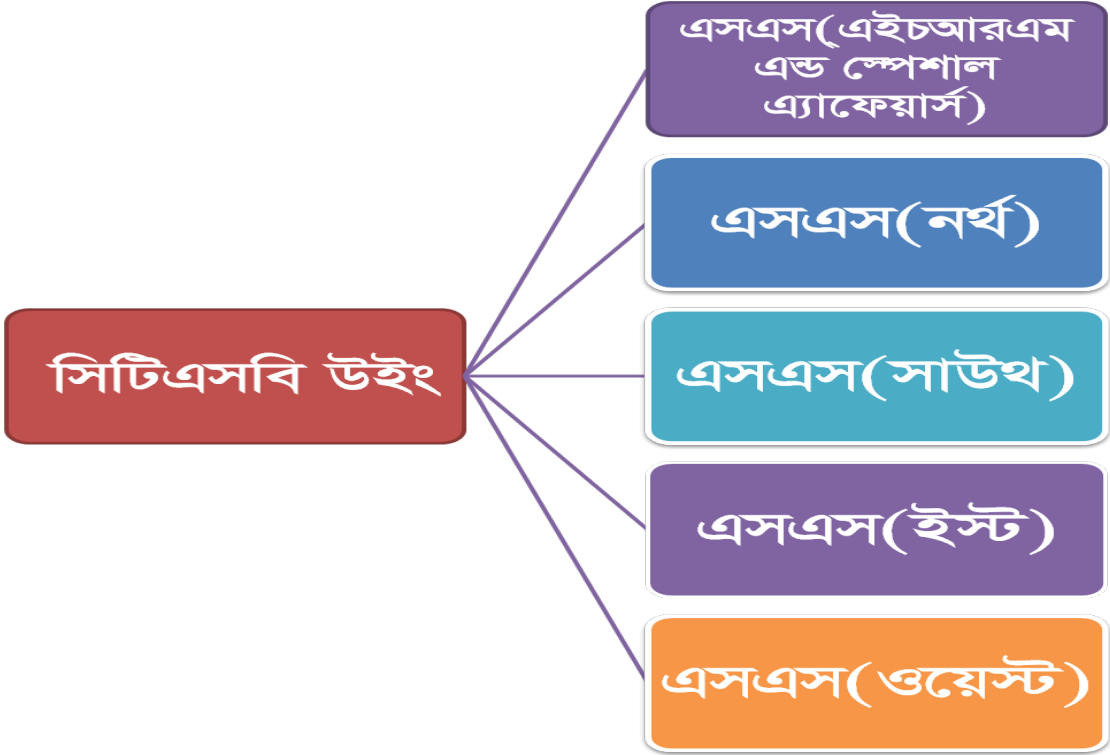 এসএস(এইচআরএম
এন্ড স্পেশাল
এ্যাফেয়ার্স)
এসএস(নর্থ)
সিটিএসবি উইং
এসএস(সাউথ)
এসএস(ইস্ট)
এসএস(ওয়েস্ট)